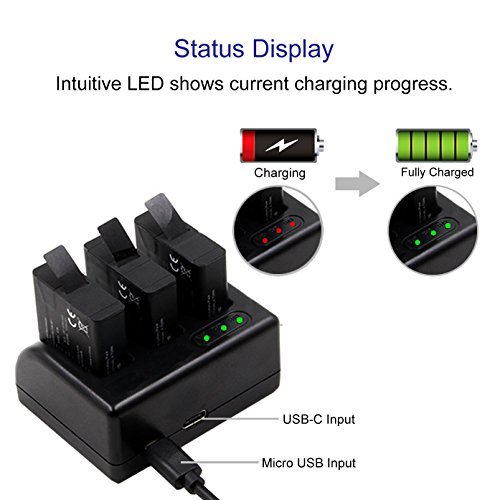 Status Display
Intuitive LED shows current charging progress.
Charging
Fully Charged
USB-C Input
Micro USB Input